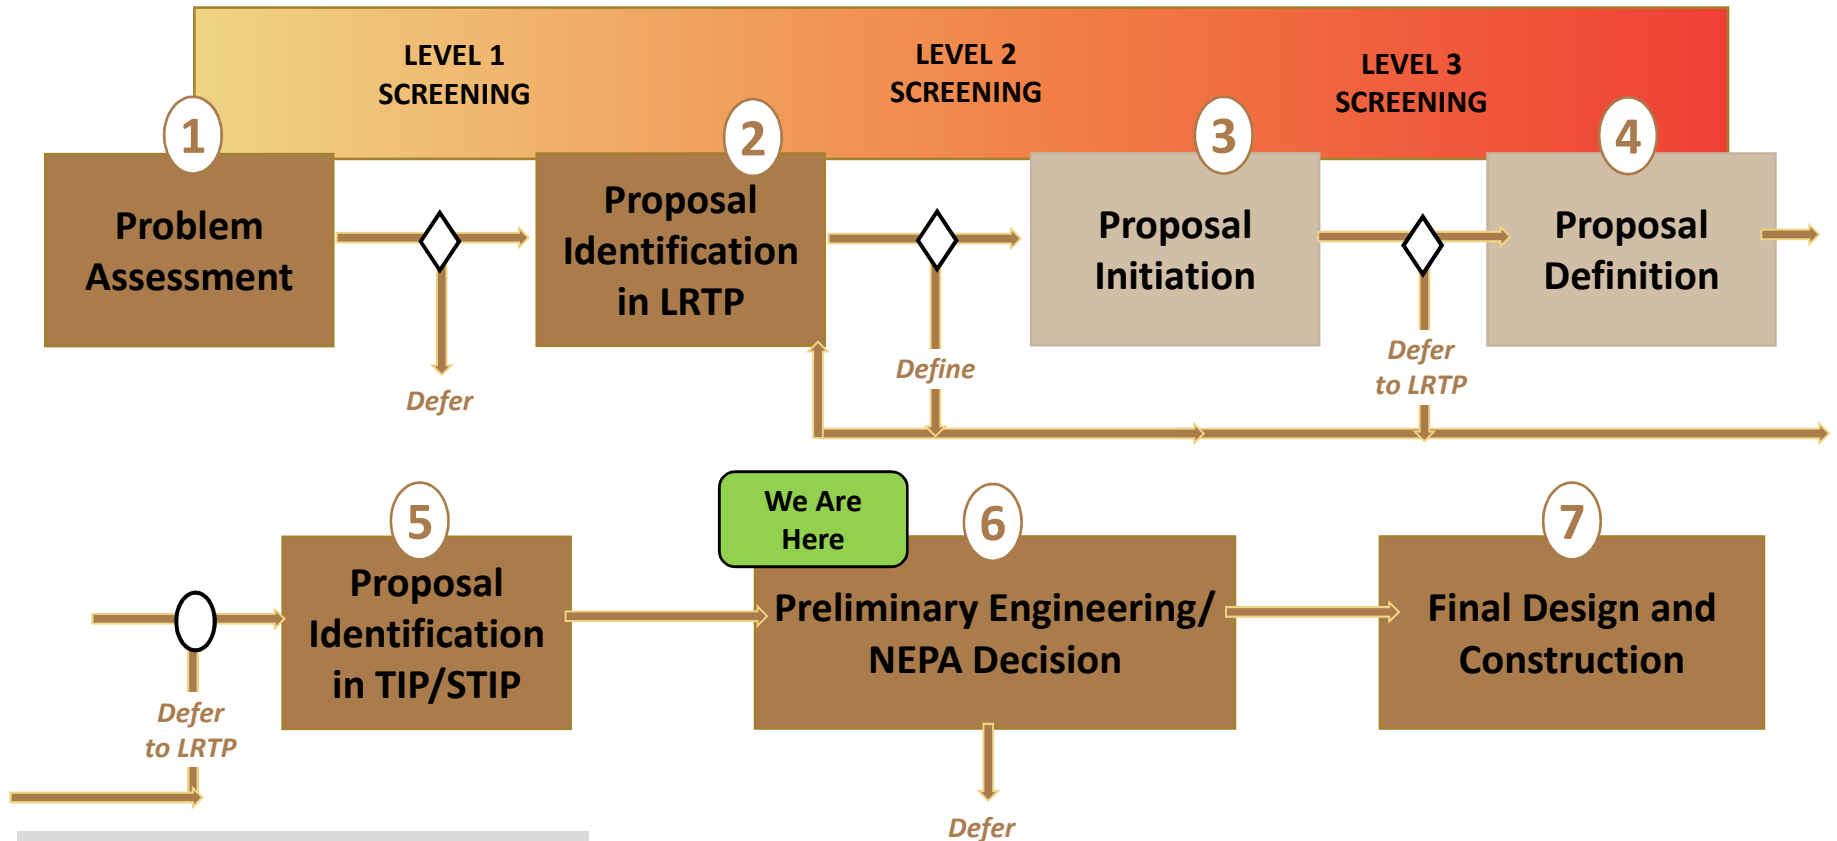 LEVEL 1
SCREENING
LEVEL 2
SCREENING
LEVEL 3
SCREENING
1
Problem
Assessment
2
Proposal
Identification
in LRTP
3
Proposal
Initiation
4
Proposal
Definition
Defer
Define
Defer
to LRTP
5
Proposal
Identification
in TIP/STIP
We Are
Here
6
Preliminary Engineering/
NEPA Decision
7
Final Design and
Construction
Defer
to LRTP
Defer